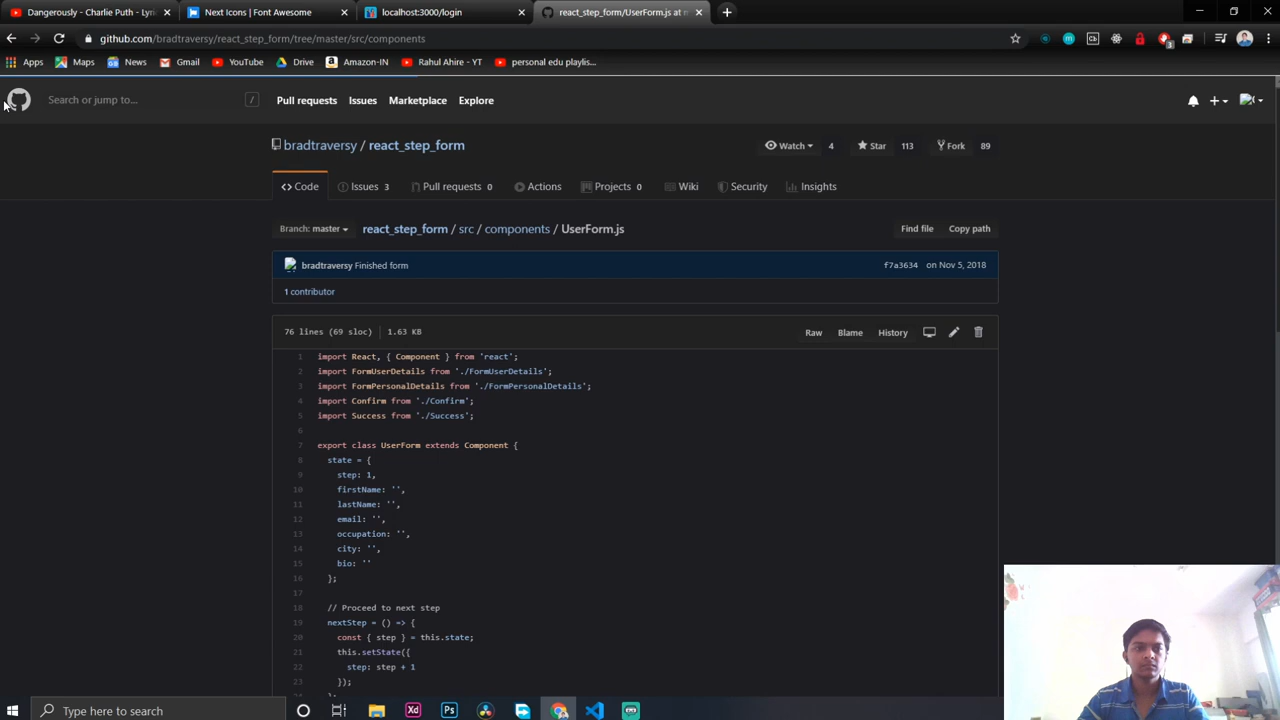 Dangerously - Charlie Puth - Lyric
Next Icons | Font Awesome
localhost:3000/login
react_step_form/UserForm.js at m
github.com/bradtraversy/react_step_form/tree/master/src/components
Apps Maps News Gmail YouTube Drive Amazon-IN Rahul Ahire - YT personal edu playlis...
Search or jump to... / Pull requests Issues Marketplace Explore
bradtraversy / react_step_form Watch 4 Star 113 Fork 89
<> Code Issues 3 Pull requests 0 Actions Projects 0 Wiki Security Insights
Branch: master react_step_form / src / components / UserForm.js Find file Copy path
bradtraversy Finished form f7a3634 on Nov 5, 2018
1 contributor
76 lines (69 sloc) 1.63 KB Raw Blame History
1 import React, { Component } from 'react';
2 import FormUserDetails from './FormUserDetails';
3 import FormPersonalDetails from './FormPersonalDetails';
4 import Confirm from './Confirm';
5 import Success from './Success';
6
7 export class UserForm extends Component {
8 state = {
9 step: 1,
10 firstName: '',
11 lastName: '',
12 email: '',
13 occupation: '',
14 city: '',
15 bio: ''
16 };
17
18 // Proceed to next step
19 nextStep = () => {
20 const { step } = this.state;
21 this.setState({
22 step: step + 1
23 });
Type here to search